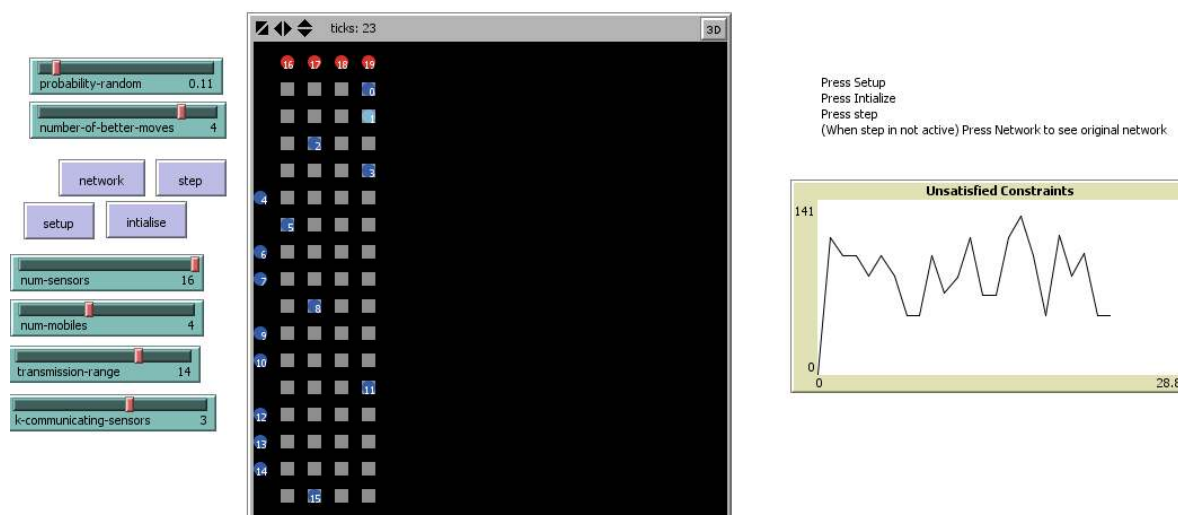 ticks: 23
3D
probability-random 0.11
number-of-better-moves 4
network
step
setup
intialise
num-sensors 16
num-mobiles 4
transmission-range 14
k-communicating-sensors 3
16 17 18 19
0
1
2
3
4
5
6
7
8
9
10
11
12
13
14
15
Press Setup
Press Intialize
Press step
(When step in not active) Press Network to see original network
Unsatisfied Constraints
141
0
0 28.8